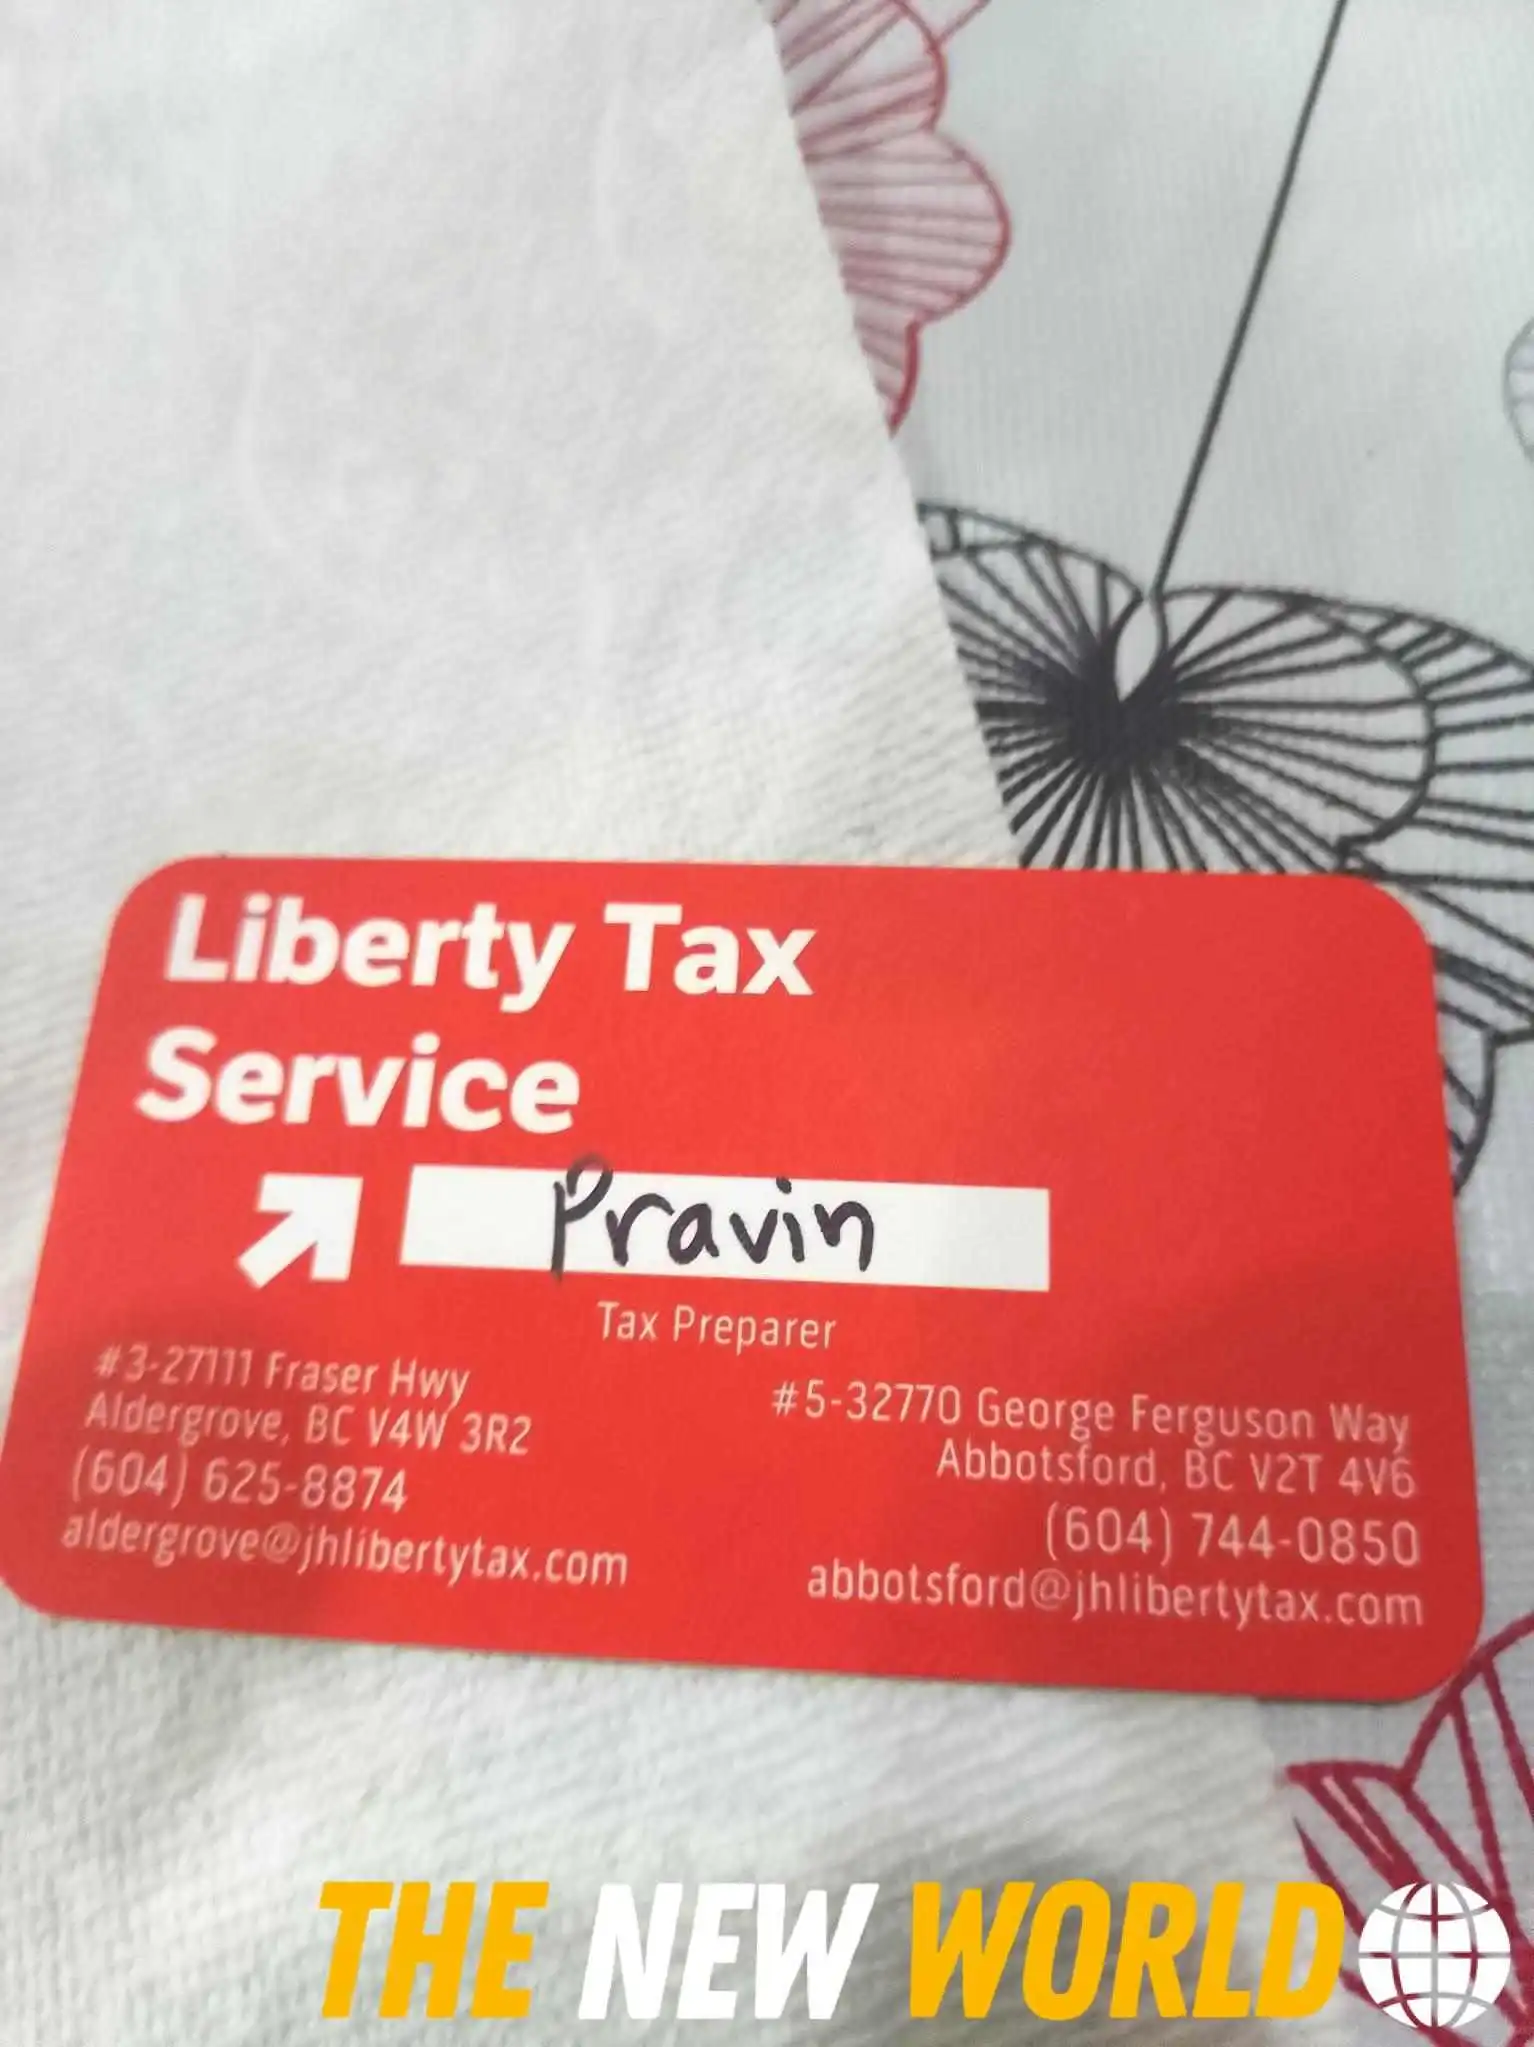 Liberty Tax
Service
Pravin
Tax Preparer
#3-27111 Fraser Hwy
Aldergrove, BC V4W 3R2
(604) 625-8874
aldergrove@jhlibertytax.com
#5-32770 George Ferguson Way
Abbotsford, BC V2T 4V6
(604) 744-0850
abbotsford@jhlibertytax.com
THE NEW WORLD